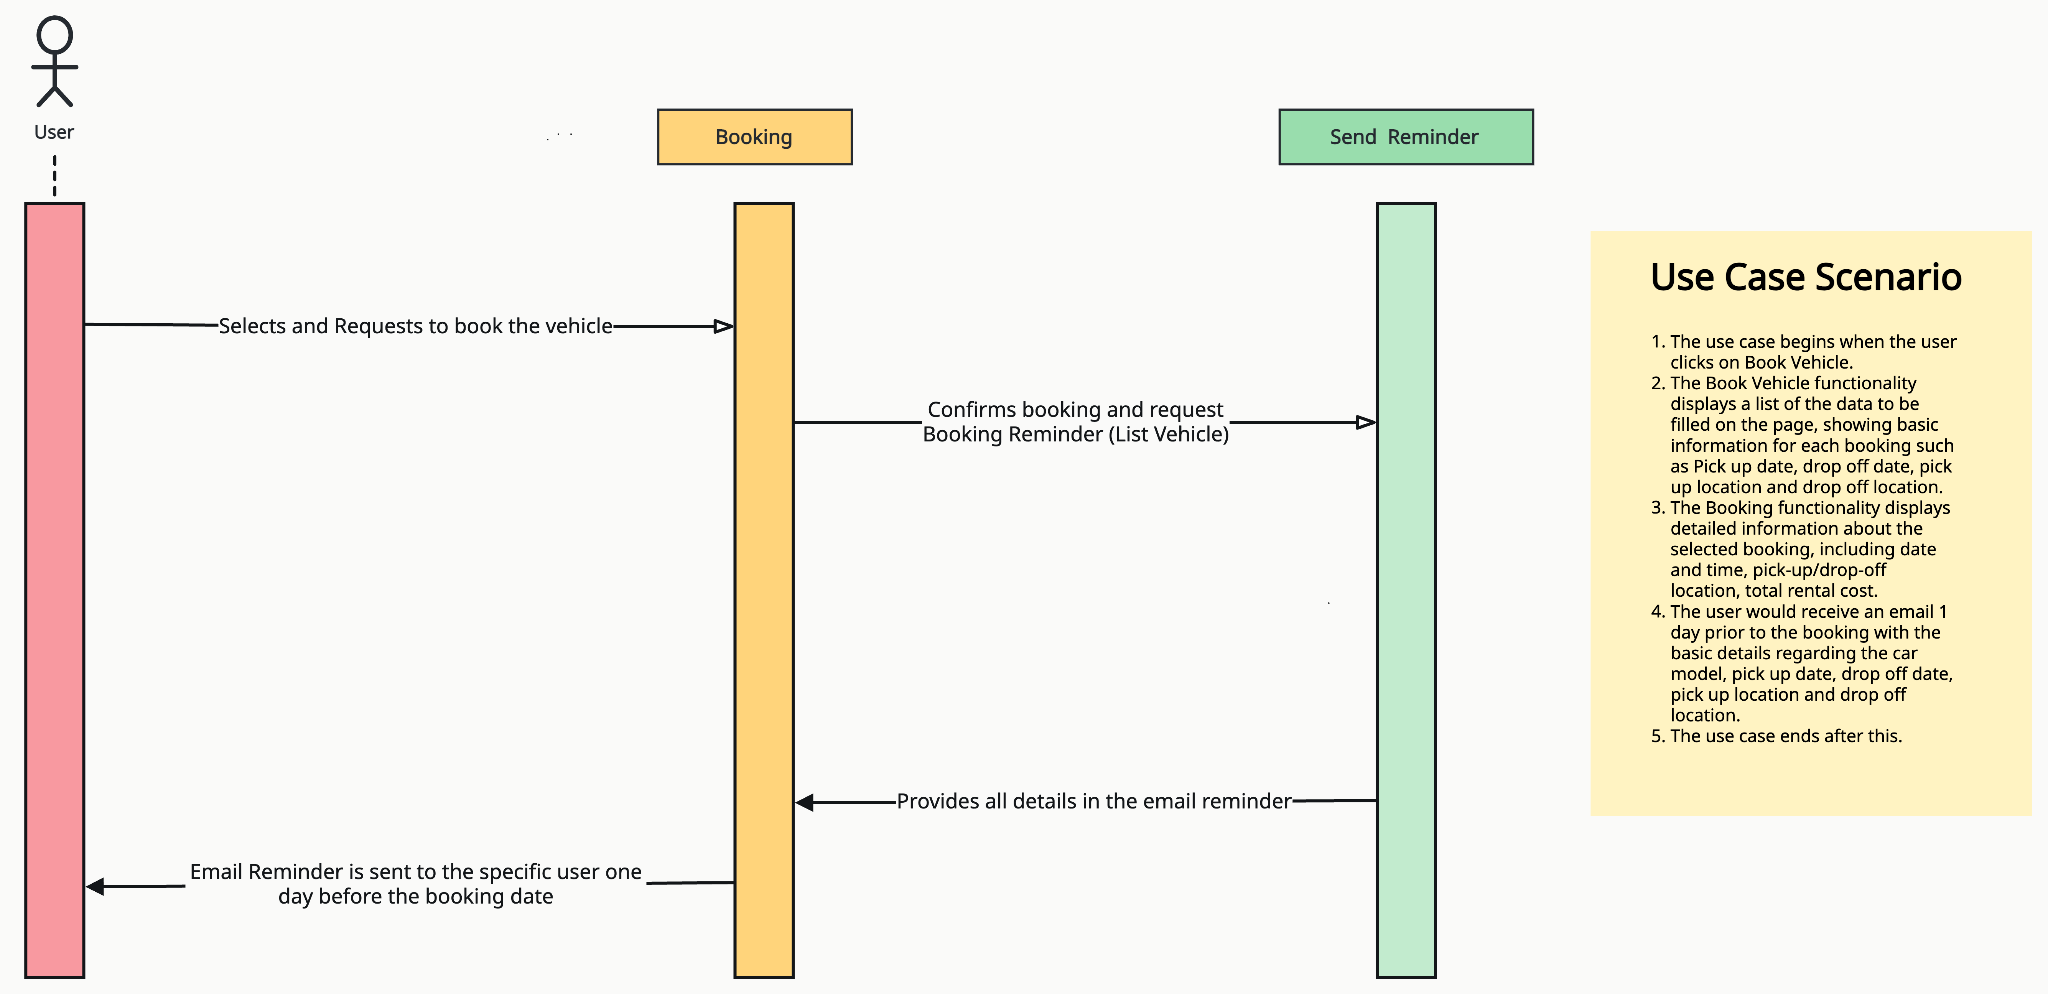 User
Booking
Send Reminder
Selects and Requests to book the vehicle
Confirms booking and request
Booking Reminder (List Vehicle)
Provides all details in the email reminder
Email Reminder is sent to the specific user one
day before the booking date
Use Case Scenario
1. The use case begins when the user
clicks on Book Vehicle.
2. The Book Vehicle functionality
displays a list of the data to be
filled on the page, showing basic
information for each booking such
as Pick up date, drop off date, pick
up location and drop off location.
3. The Booking functionality displays
detailed information about the
selected booking, including date
and time, pick-up/drop-off
location, total rental cost.
4. The user would receive an email 1
day prior to the booking with the
basic details regarding the car
model, pick up date, drop off date,
pick up location and drop off
location.
5. The use case ends after this.